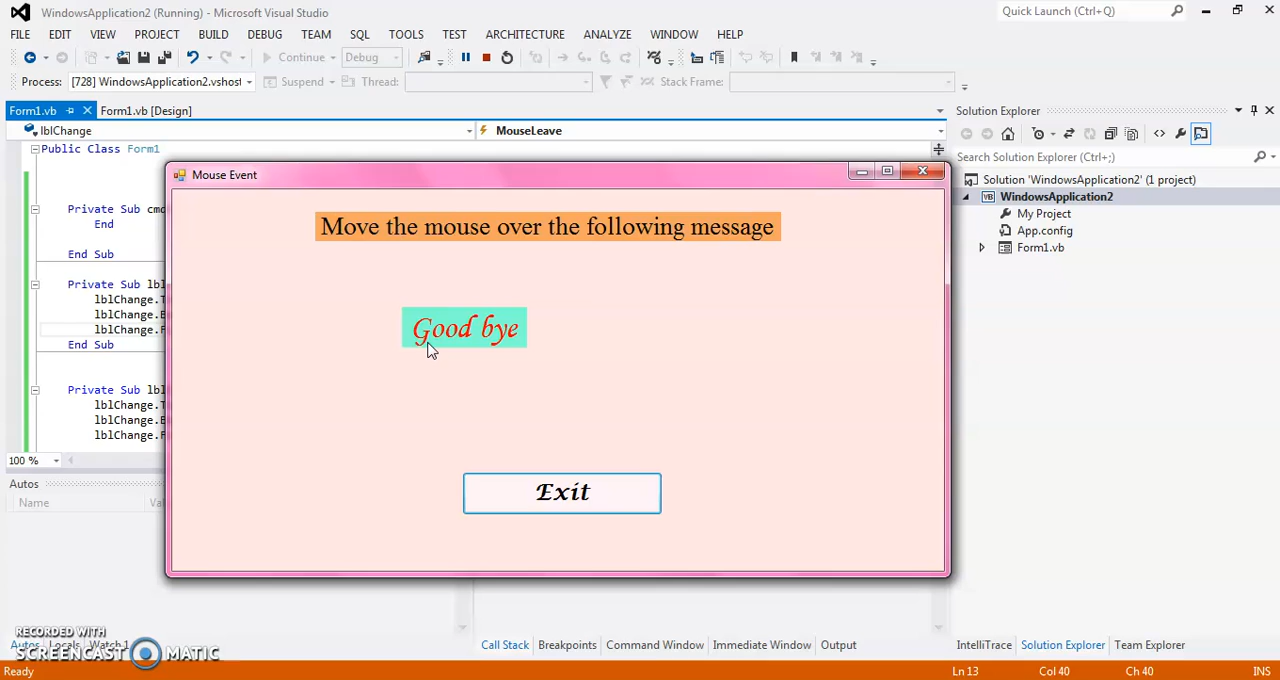 WindowsApplication2 (Running) - Microsoft Visual Studio
Quick Launch (Ctrl+Q)
FILE EDIT VIEW PROJECT BUILD DEBUG TEAM SQL TOOLS TEST ARCHITECTURE ANALYZE WINDOW HELP
Continue Debug
Process: [728] WindowsApplication2.vshost Suspend Thread: Stack Frame:
Form1.vb Form1.vb [Design]
Solution Explorer
lblChange MouseLeave
Public Class Form1
Search Solution Explorer (Ctrl+;)
Mouse Event
Solution 'WindowsApplication2' (1 project)
WindowsApplication2
Private Sub cmd
My Project
End
Move the mouse over the following message
App.config
Form1.vb
End Sub
Private Sub lbl
lblChange.T
lblChange.B
lblChange.F
Good bye
End Sub
Private Sub lbl
lblChange.T
lblChange.B
lblChange.F
100 %
Autos
Exit
Name Val
RECORDED WITH
SCREENCAST MATIC
Autos Locals Watch 1
Call Stack Breakpoints Command Window Immediate Window Output
IntelliTrace Solution Explorer Team Explorer
Ready Ln 13 Col 40 Ch 40 INS